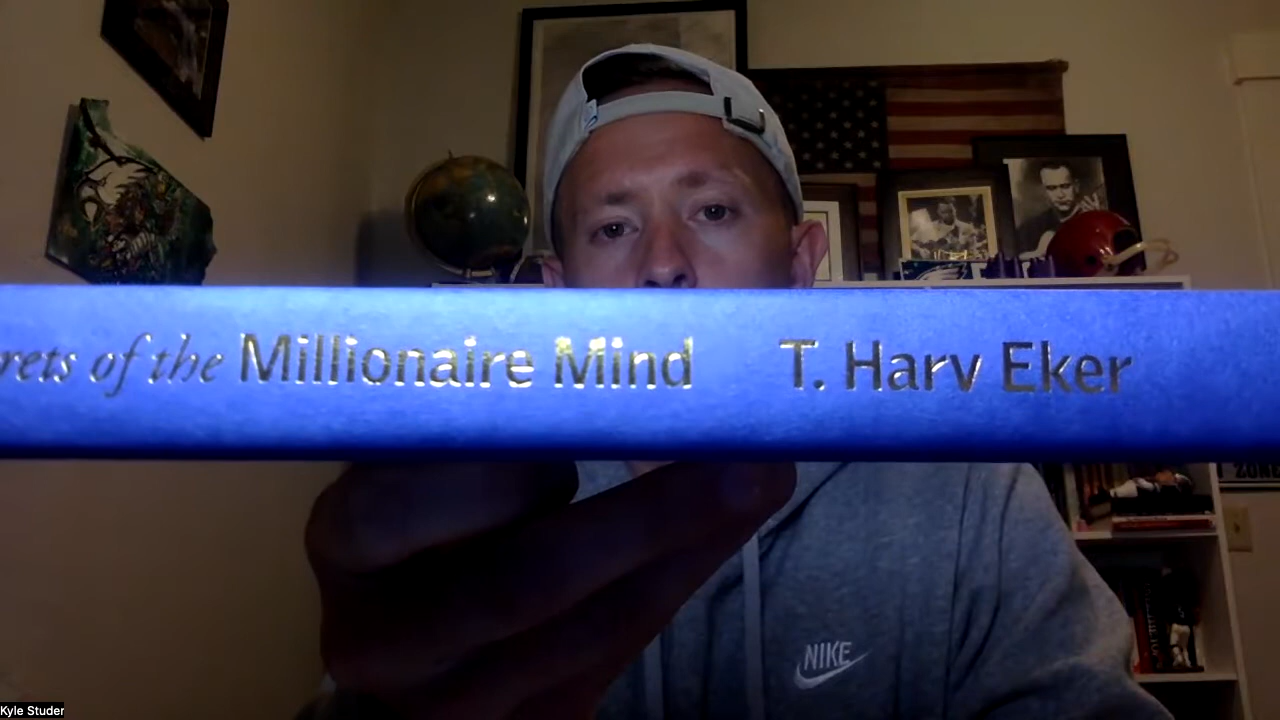 rets of the Millionaire Mind T. Harv Eker
NIKE
Kyle Studer